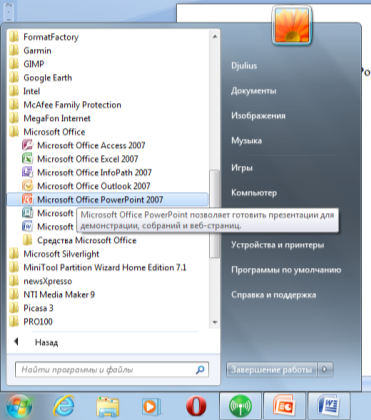 FormatFactory
Garmin
GIMP
Google Earth
Intel
McAfee Family Protection
MegaFon Internet
Microsoft Office
Microsoft Office Access 2007
Microsoft Office Excel 2007
Microsoft Office InfoPath 2007
Microsoft Office Outlook 2007
Microsoft Office PowerPoint 2007
Microsoft
Microsoft
Microsoft Office PowerPoint позволяет готовить презентации для
демонстрации, собраний и веб-страниц.
Средства Microsoft Office
Microsoft Silverlight
MiniTool Partition Wizard Home Edition 7.1
newsXpresso
NTI Media Maker 9
Picasa 3
PRO100
Назад
Найти программы и файлы
Djulius
Документы
Изображения
Музыка
Игры
Компьютер
Устройства и принтеры
Программы по умолчанию
Справка и поддержка
Завершение работы